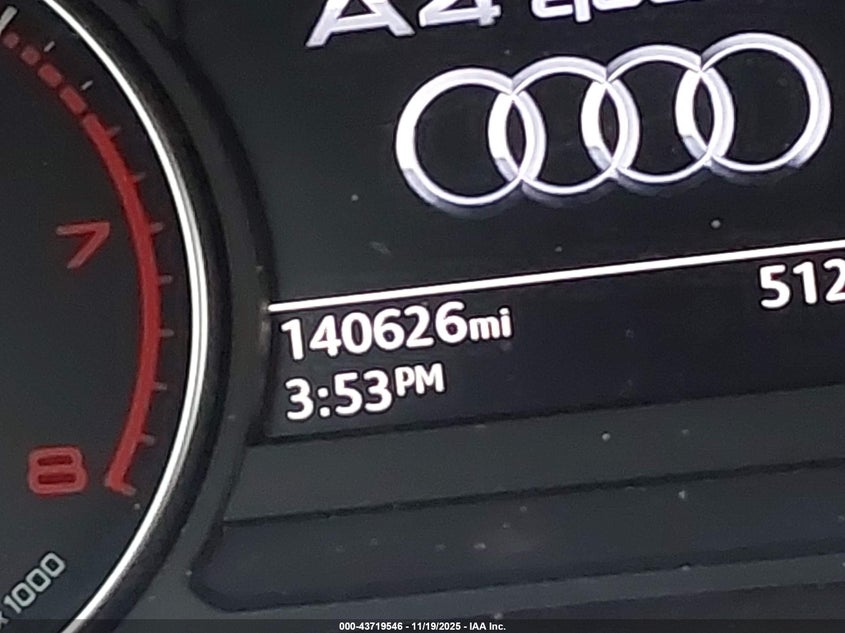 A4
7
512
140626mi
3:53PM
8
x1000
000-43719546 - 11/19/2025 - IAA Inc.